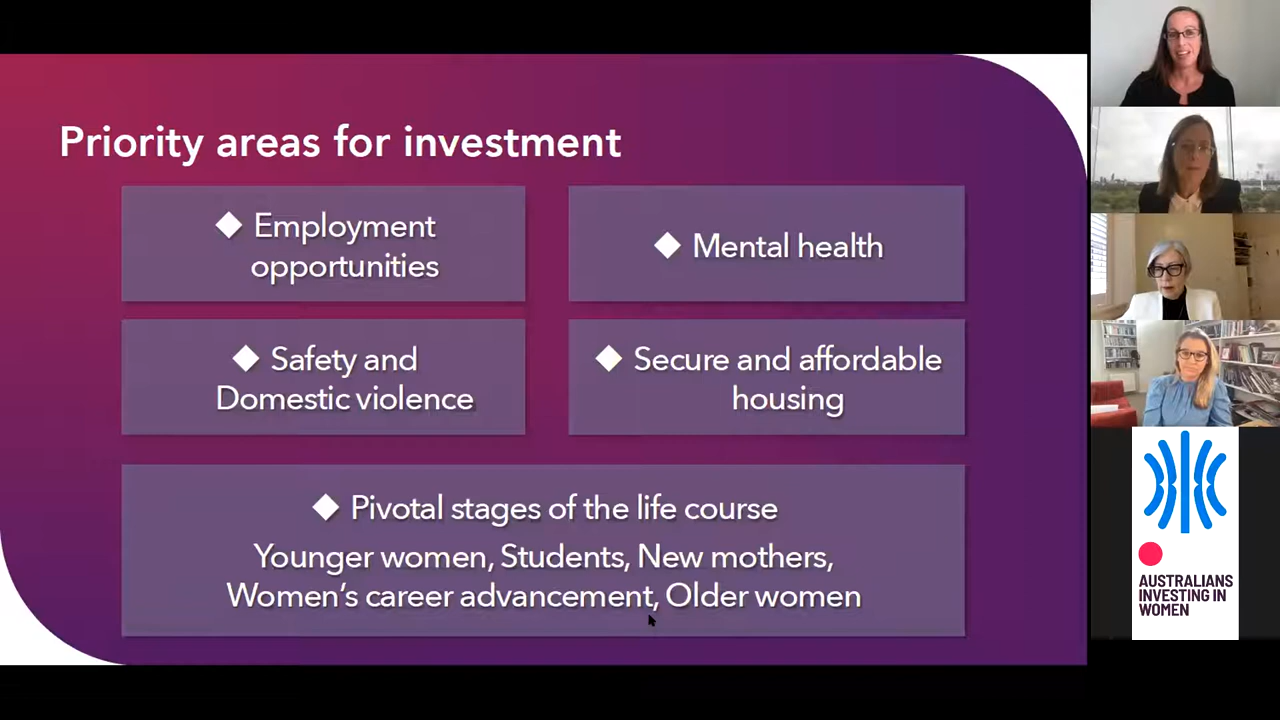 Priority areas for investment
◆ Employment
opportunities
◆ Mental health
◆ Safety and
Domestic violence
◆ Secure and affordable
housing
◆ Pivotal stages of the life course
Younger women, Students, New mothers,
Women’s career advancement, Older women
AUSTRALIANS
INVESTING IN
WOMEN